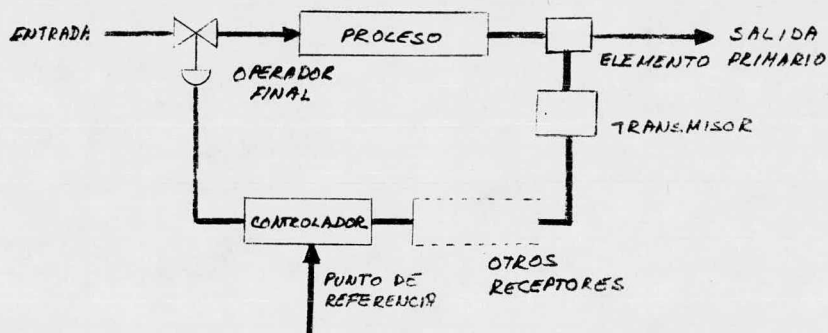 ENTRADA
PROCESO
SALIDA
OPERADOR
FINAL
ELEMENTO PRIMARIO
TRANSMISOR
CONTROLADOR
OTROS
RECEPTORES
PUNTO DE
REFERENCIA